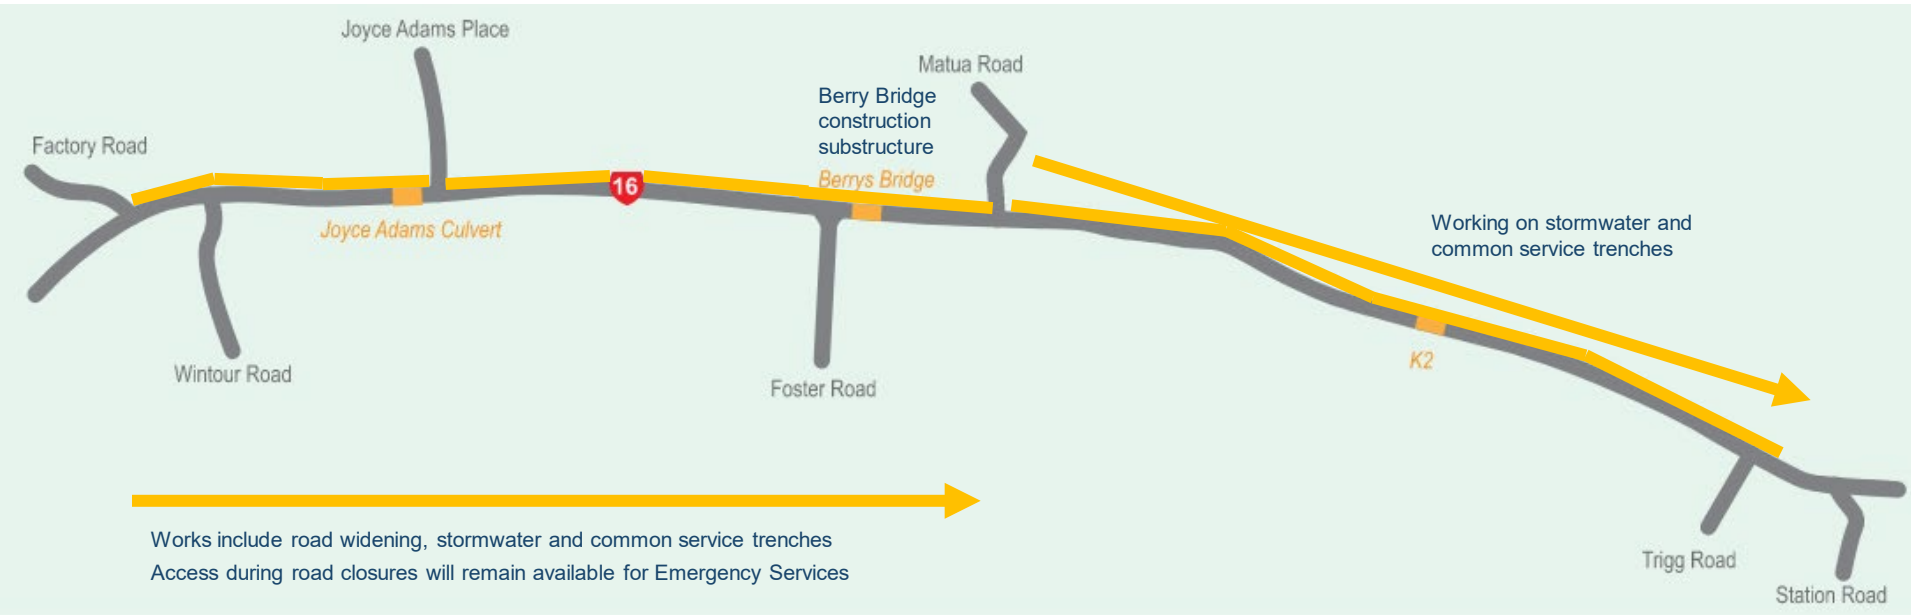 Joyce Adams Place
Matua Road
Berry Bridge
construction
substructure
Factory Road
Berrys Bridge
16
Joyce Adams Culvert
Working on stormwater and
common service trenches
K2
Wintour Road
Foster Road
Works include road widening, stormwater and common service trenches
Access during road closures will remain available for Emergency Services
Trigg Road
Station Road